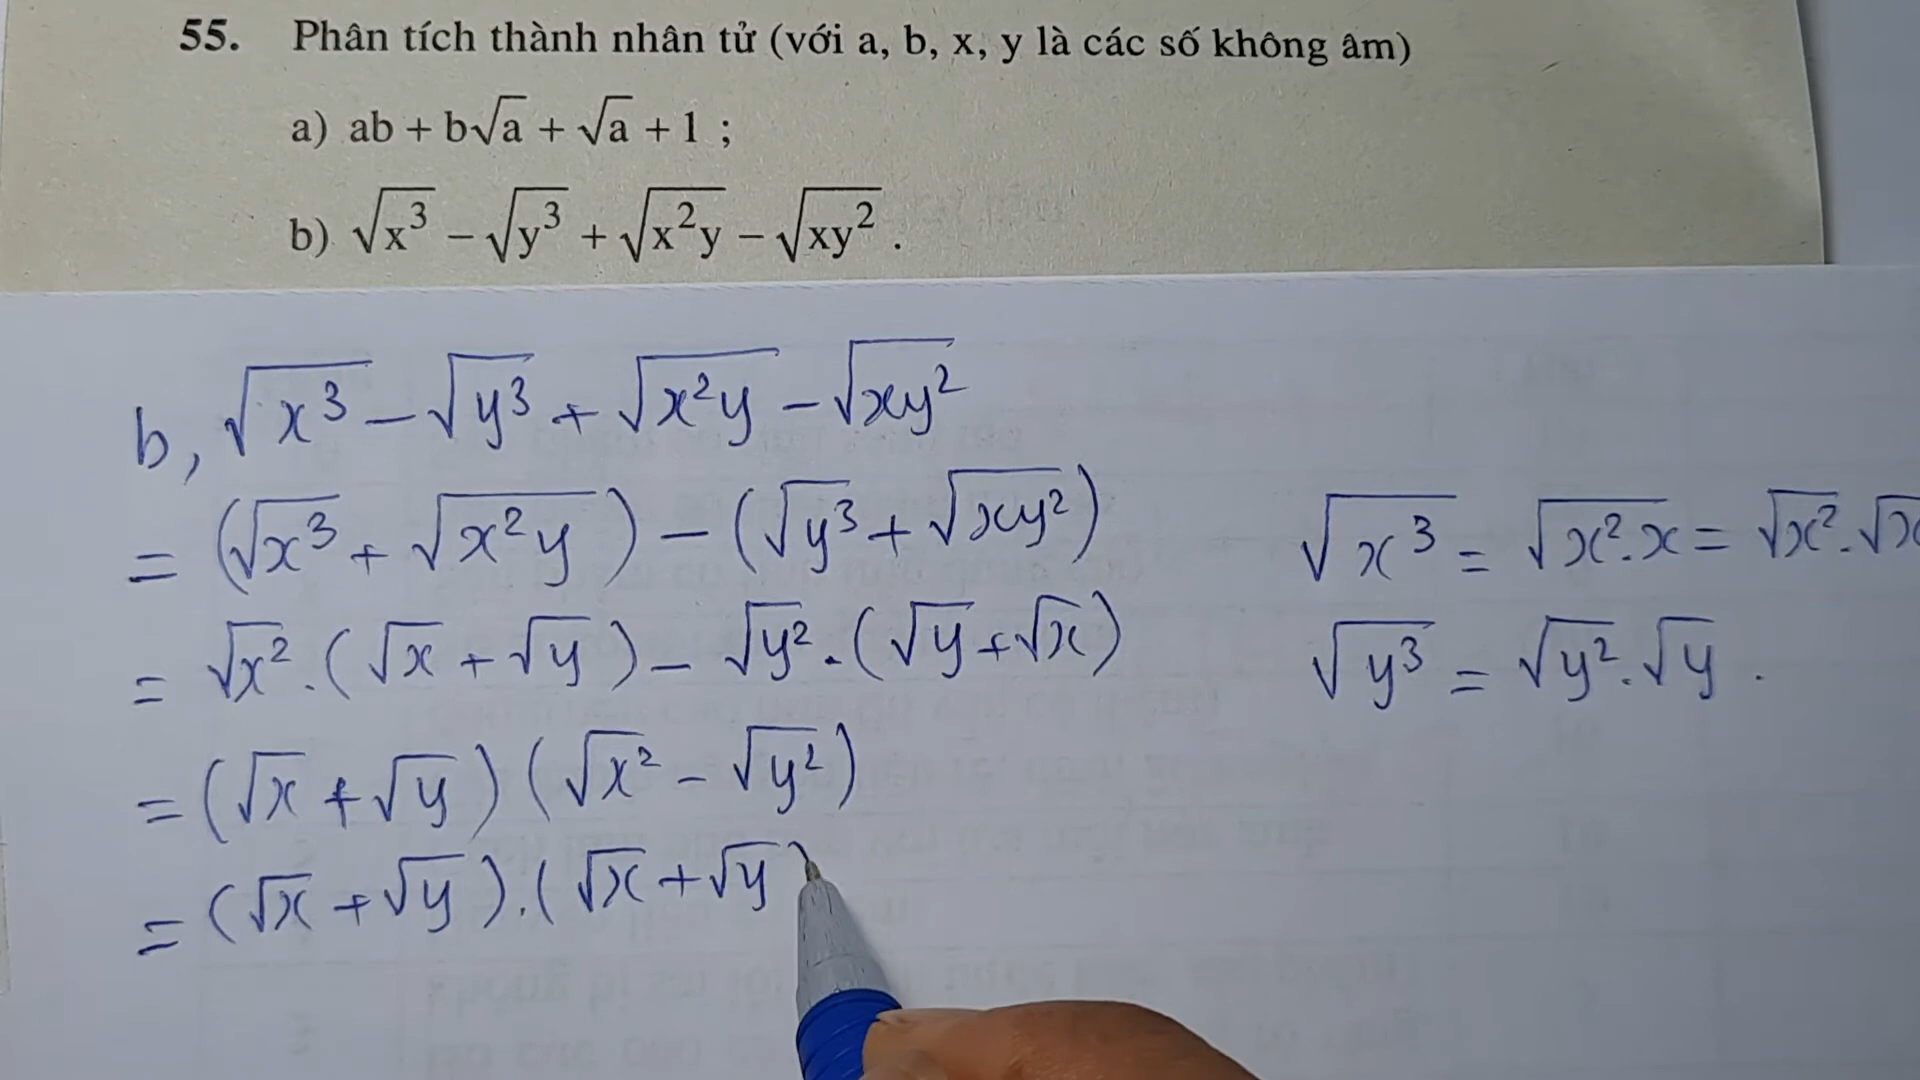 55. Phân tích thành nhân tử (với a, b, x, y là các số không âm)
a) ab + b√a + √a + 1 ;
b) √x³ − √y³ + √x²y − √xy² .
b, √x³ − √y³ + √x²y − √xy²
= (√x³ + √x²y) − (√y³ + √xy²)
= √x² . (√x + √y) − √y² . (√y + √x)
= (√x + √y) (√x² − √y²)
= (√x + √y) . (√x + √y)
√x³ = √x².x = √x² . √x
√y³ = √y² . √y .